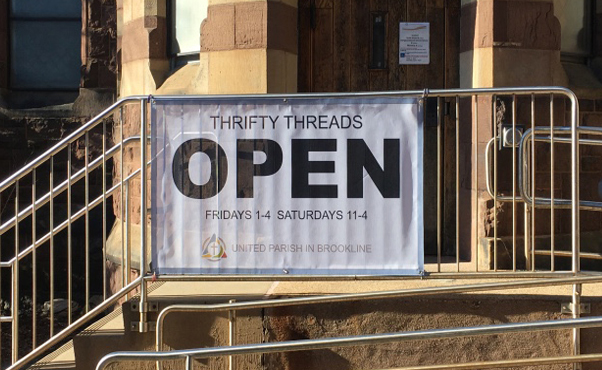 THRIFTY THREADS
OPEN
FRIDAYS 1-4 SATURDAYS 11-4
UNITED PARISH IN BROOKLINE